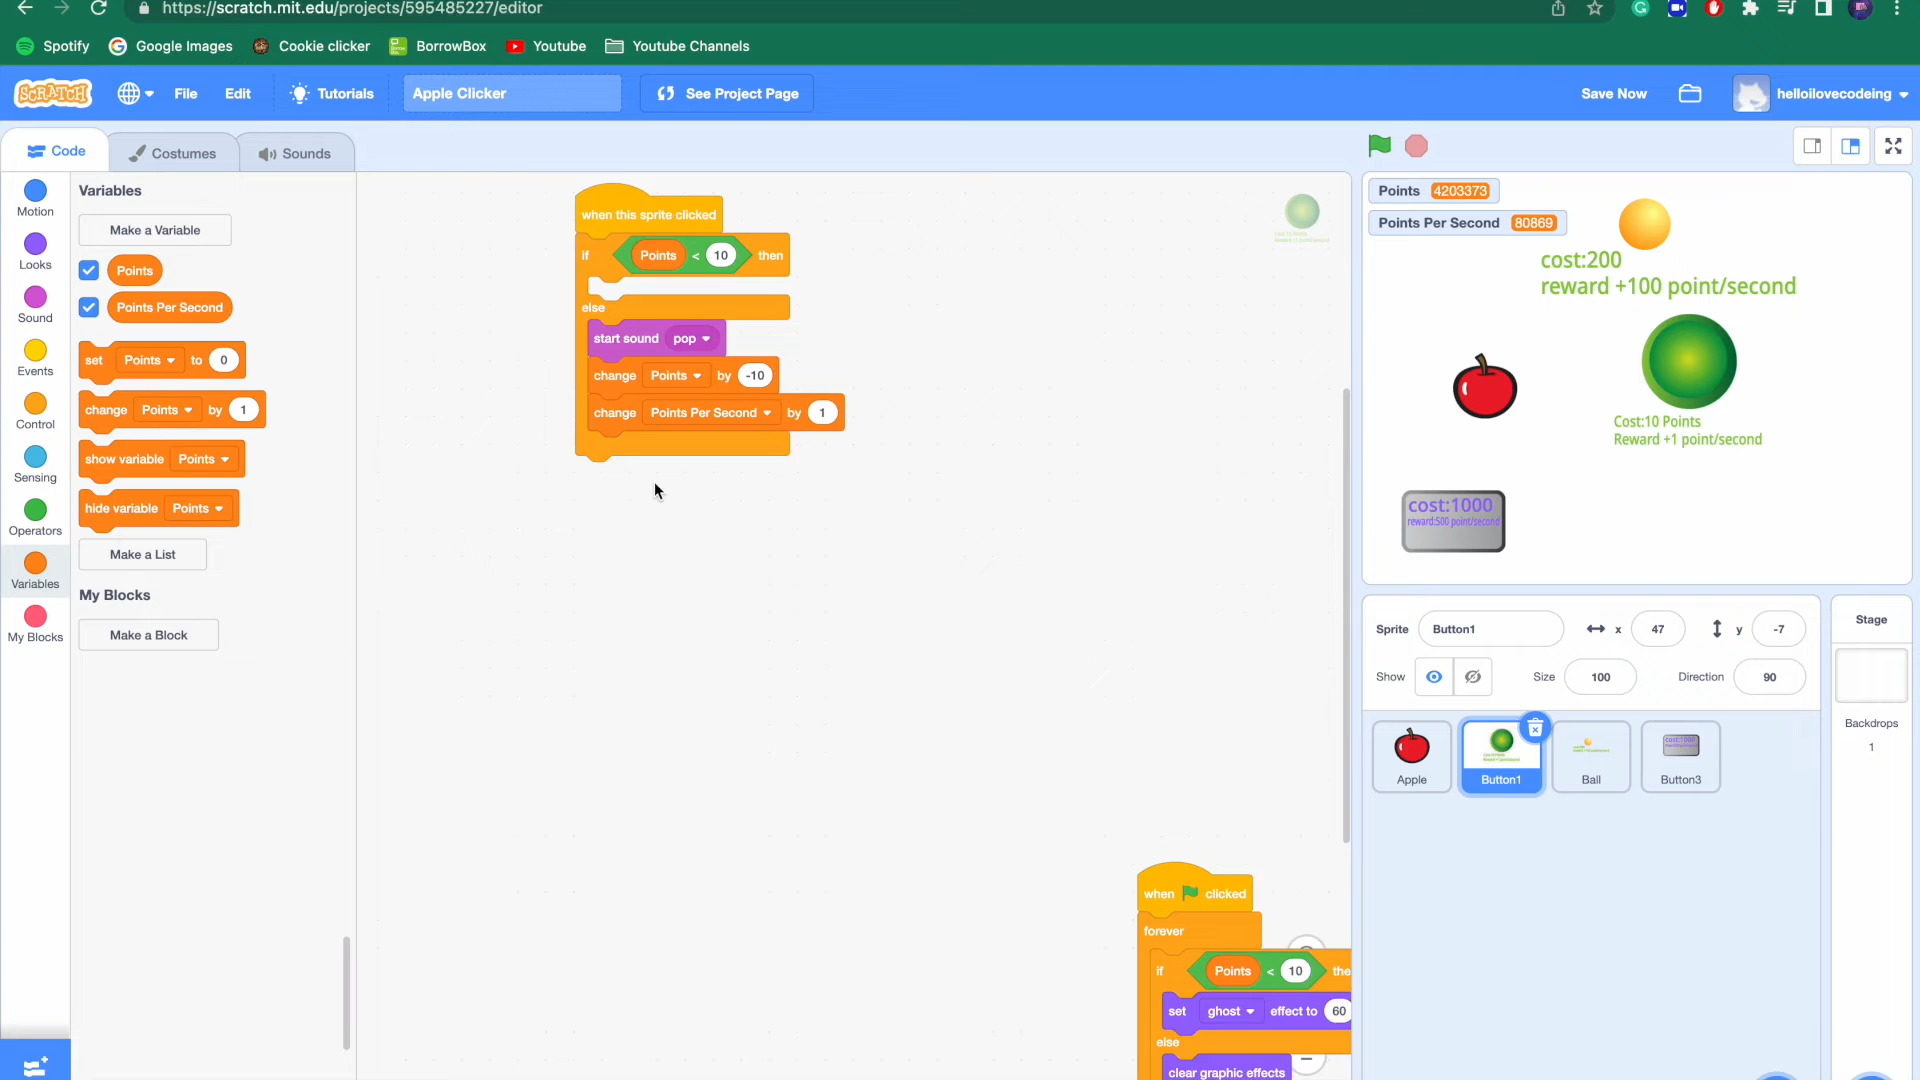 https://scratch.mit.edu/projects/595485227/editor
Spotify
Google Images
Cookie clicker
BorrowBox
Youtube
Youtube Channels
SCRATCH
File
Edit
Tutorials
Apple Clicker
See Project Page
Save Now
helloilovecodeing
Code
Costumes
Sounds
Motion
Looks
Sound
Events
Control
Sensing
Operators
Variables
My Blocks
Variables
Make a Variable
Points
Points Per Second
set Points to 0
change Points by 1
show variable Points
hide variable Points
Make a List
My Blocks
Make a Block
when this sprite clicked
if Points < 10 then
else
start sound pop
change Points by -10
change Points Per Second by 1
when clicked
forever
if Points < 10 the
set ghost effect to 60
else
clear graphic effects
Points 4203373
Points Per Second 80869
cost:200
reward +100 point/second
Cost:10 Points
Reward +1 point/second
cost:1000
reward:500 point/second
Sprite Button1 x 47 y -7
Show Size 100 Direction 90
Apple
Button1
Ball
Button3
Stage
Backdrops
1